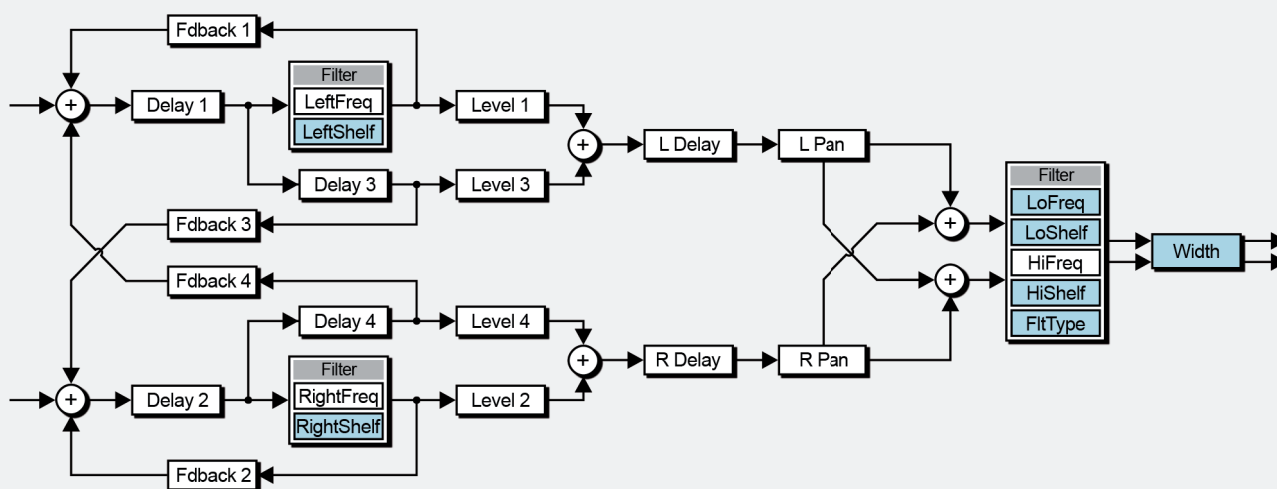 Fdback 1
Filter
Delay 1
LeftFreq
Level 1
LeftShelf
+
+
L Delay
L Pan
Delay 3
Level 3
Filter
LoFreq
Fdback 3
+
LoShelf
Width
HiFreq
Fdback 4
+
HiShelf
Delay 4
Level 4
FltType
+
R Delay
R Pan
Filter
+
Delay 2
RightFreq
Level 2
RightShelf
Fdback 2